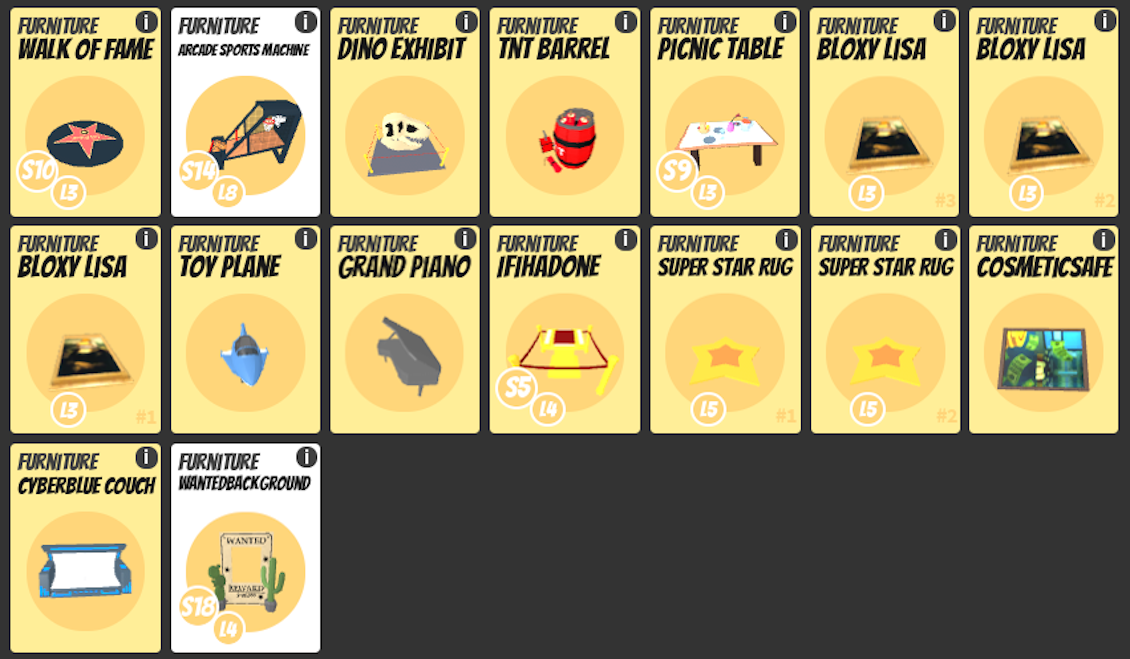 FURNITURE i
WALK OF FAME
S10
L3
FURNITURE i
ARCADE SPORTS MACHINE
S14
L8
FURNITURE i
DINO EXHIBIT
FURNITURE i
TNT BARREL
FURNITURE i
PICNIC TABLE
S9
L3
FURNITURE i
BLOXY LISA
L3
#3
FURNITURE i
BLOXY LISA
L3
#2
FURNITURE i
BLOXY LISA
L3
#1
FURNITURE i
TOY PLANE
FURNITURE i
GRAND PIANO
FURNITURE i
IFIHADONE
S5
L4
FURNITURE i
SUPER STAR RUG
L5
#1
FURNITURE i
SUPER STAR RUG
L5
#2
FURNITURE i
COSMETICSAFE
FURNITURE i
CYBERBLUE COUCH
FURNITURE i
WANTEDBACKGROUND
WANTED
REWARD
S18
L4